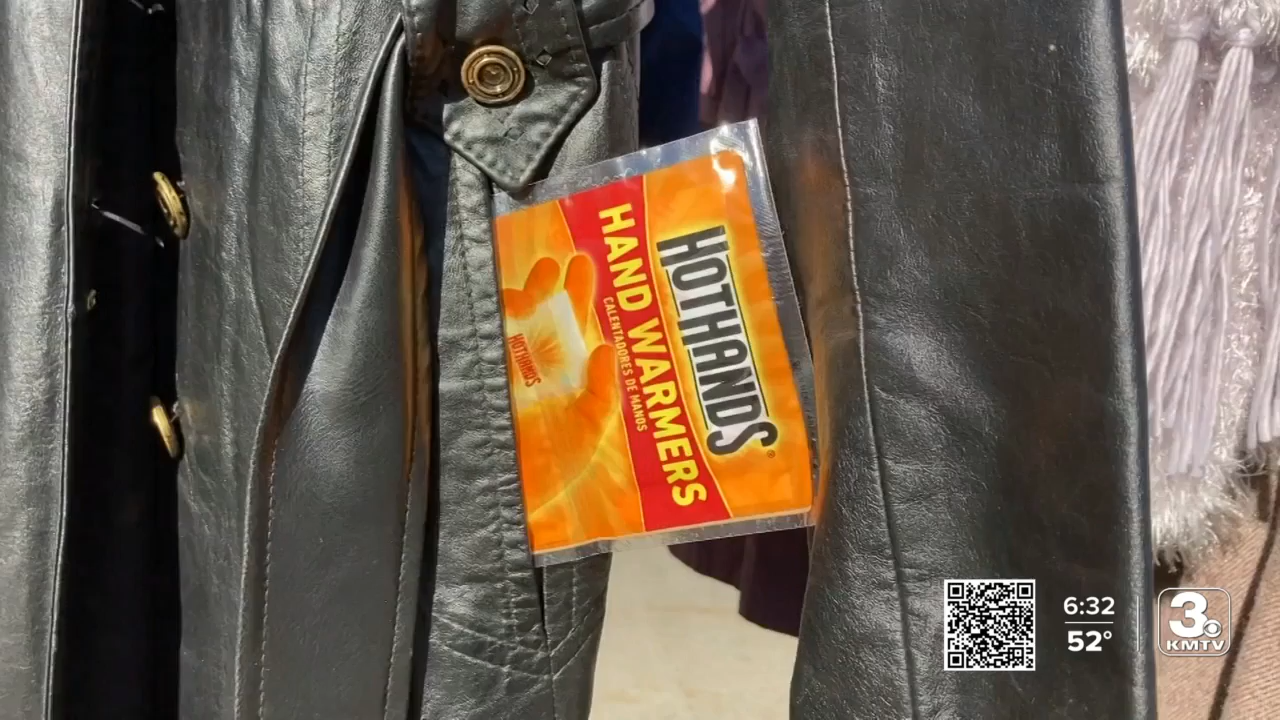 HOTHANDS®
HAND WARMERS
CALENTADORES DE MANOS
HOTHANDS
6:32
52°
3
KMTV